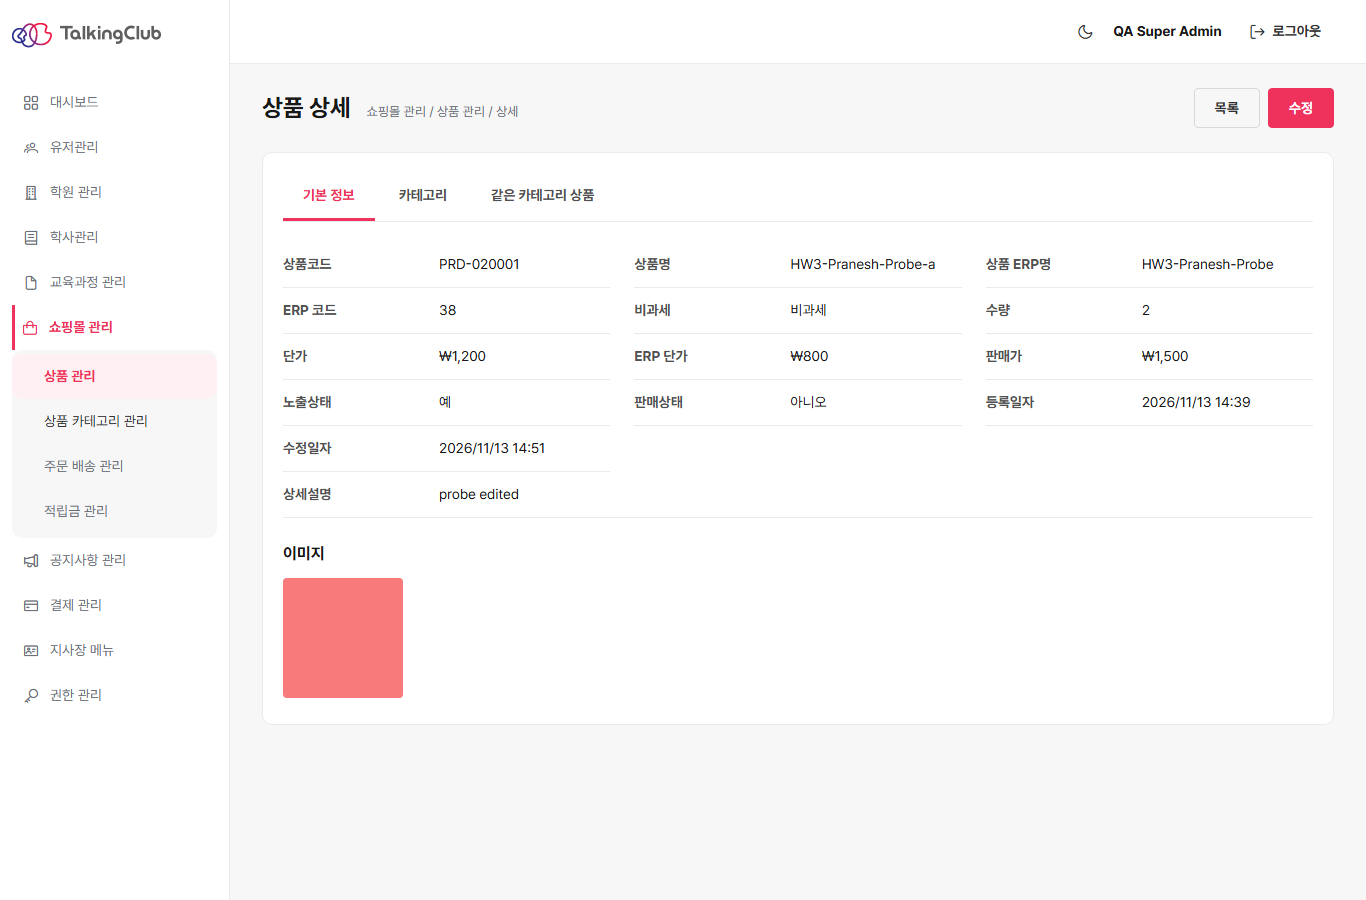 TalkingClub
QA Super Admin
로그아웃
대시보드
유저관리
학원 관리
학사관리
교육과정 관리
쇼핑몰 관리
상품 관리
상품 카테고리 관리
주문 배송 관리
적립금 관리
공지사항 관리
결제 관리
지사장 메뉴
권한 관리
상품 상세
쇼핑몰 관리 / 상품 관리 / 상세
목록
수정
기본 정보 카테고리 같은 카테고리 상품
상품코드 PRD-020001 상품명 HW3-Pranesh-Probe-a 상품 ERP명 HW3-Pranesh-Probe
ERP 코드 38 비과세 비과세 수량 2
단가 ₩1,200 ERP 단가 ₩800 판매가 ₩1,500
노출상태 예 판매상태 아니오 등록일자 2026/11/13 14:39
수정일자 2026/11/13 14:51
상세설명 probe edited
이미지